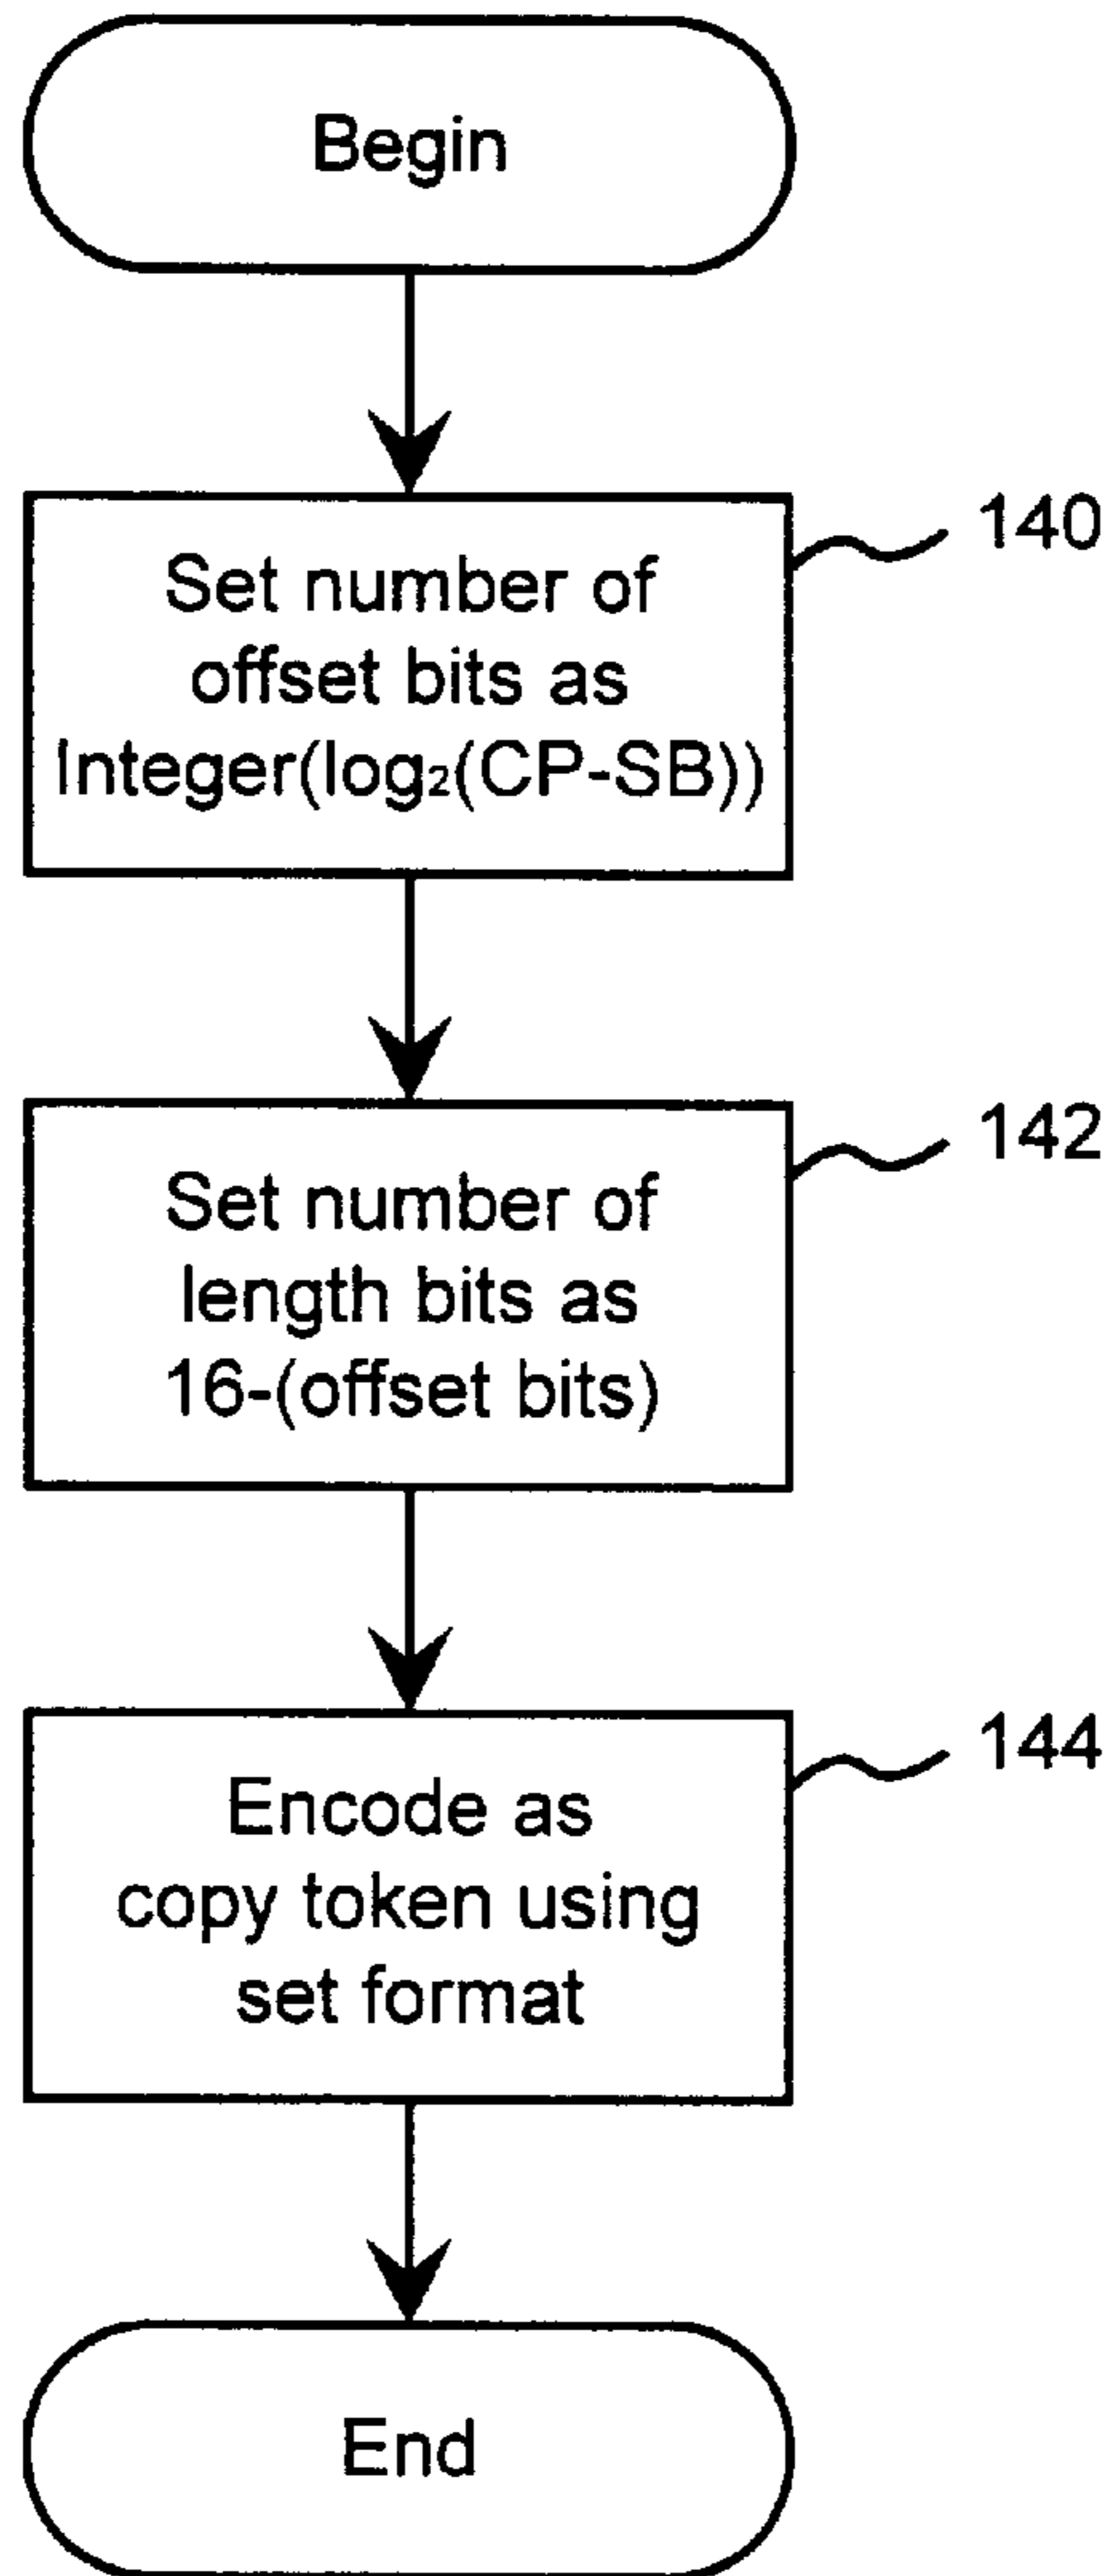 Begin
140
Set number of
offset bits as
Integer(log₂(CP-SB))
142
Set number of
length bits as
16-(offset bits)
144
Encode as
copy token using
set format
End